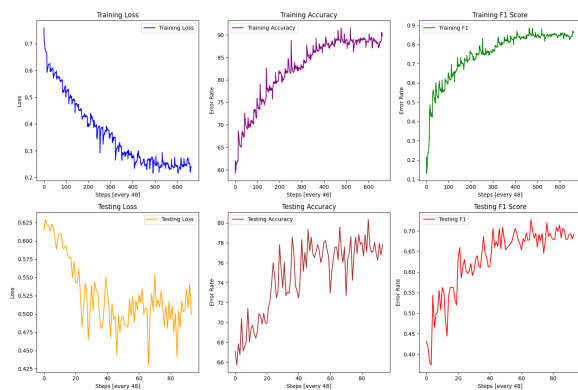 Training Loss
Training Loss
Loss
0.7
0.6
0.5
0.4
0.3
0.2
0 100 200 300 400 500 600
Steps [every 48]
Training Accuracy
Training Accuracy
Error Rate
90
85
80
75
70
65
60
0 100 200 300 400 500 600
Steps [every 48]
Training F1 Score
Training F1
Error Rate
0.9
0.8
0.7
0.6
0.5
0.4
0.3
0.2
0.1
0 100 200 300 400 500 600
Steps [every 48]
Testing Loss
Testing Loss
Loss
0.625
0.600
0.575
0.550
0.525
0.500
0.475
0.450
0.425
0 20 40 60 80
Steps [every 48]
Testing Accuracy
Testing Accuracy
Error Rate
80
78
76
74
72
70
68
66
0 20 40 60 80
Steps [every 48]
Testing F1 Score
Testing F1
Error Rate
0.70
0.65
0.60
0.55
0.50
0.45
0.40
0 20 40 60 80
Steps [every 48]